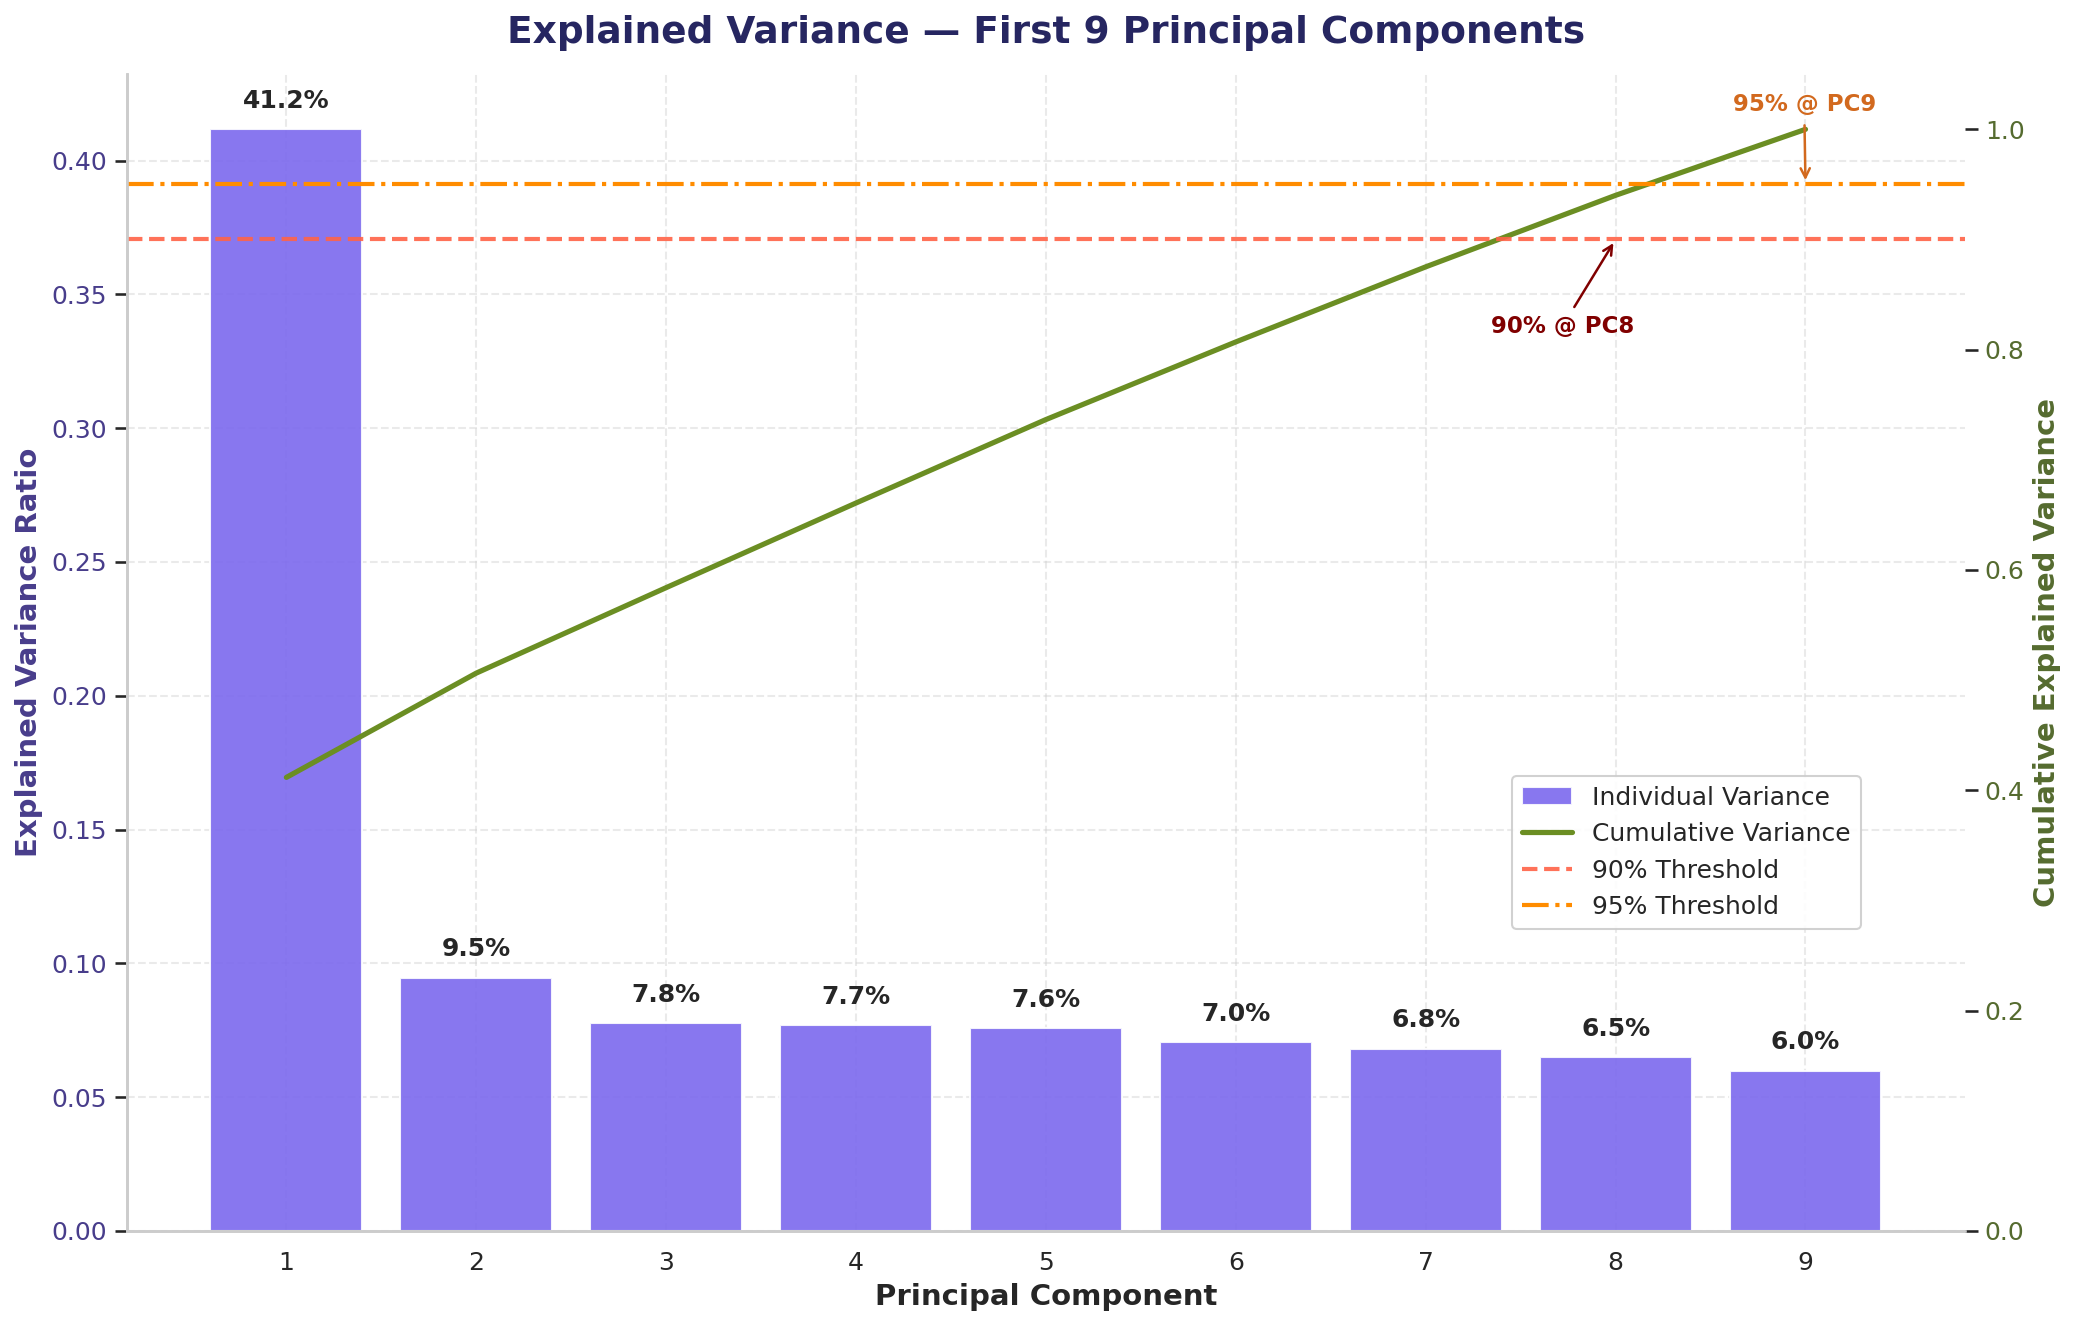 Explained Variance — First 9 Principal Components
41.2%
9.5%
7.8%
7.7%
7.6%
7.0%
6.8%
6.5%
6.0%
95% @ PC9
90% @ PC8
Explained Variance Ratio
0.40
0.35
0.30
0.25
0.20
0.15
0.10
0.05
0.00
Cumulative Explained Variance
1.0
0.8
0.6
0.4
0.2
0.0
Individual Variance
Cumulative Variance
90% Threshold
95% Threshold
1 2 3 4 5 6 7 8 9
Principal Component